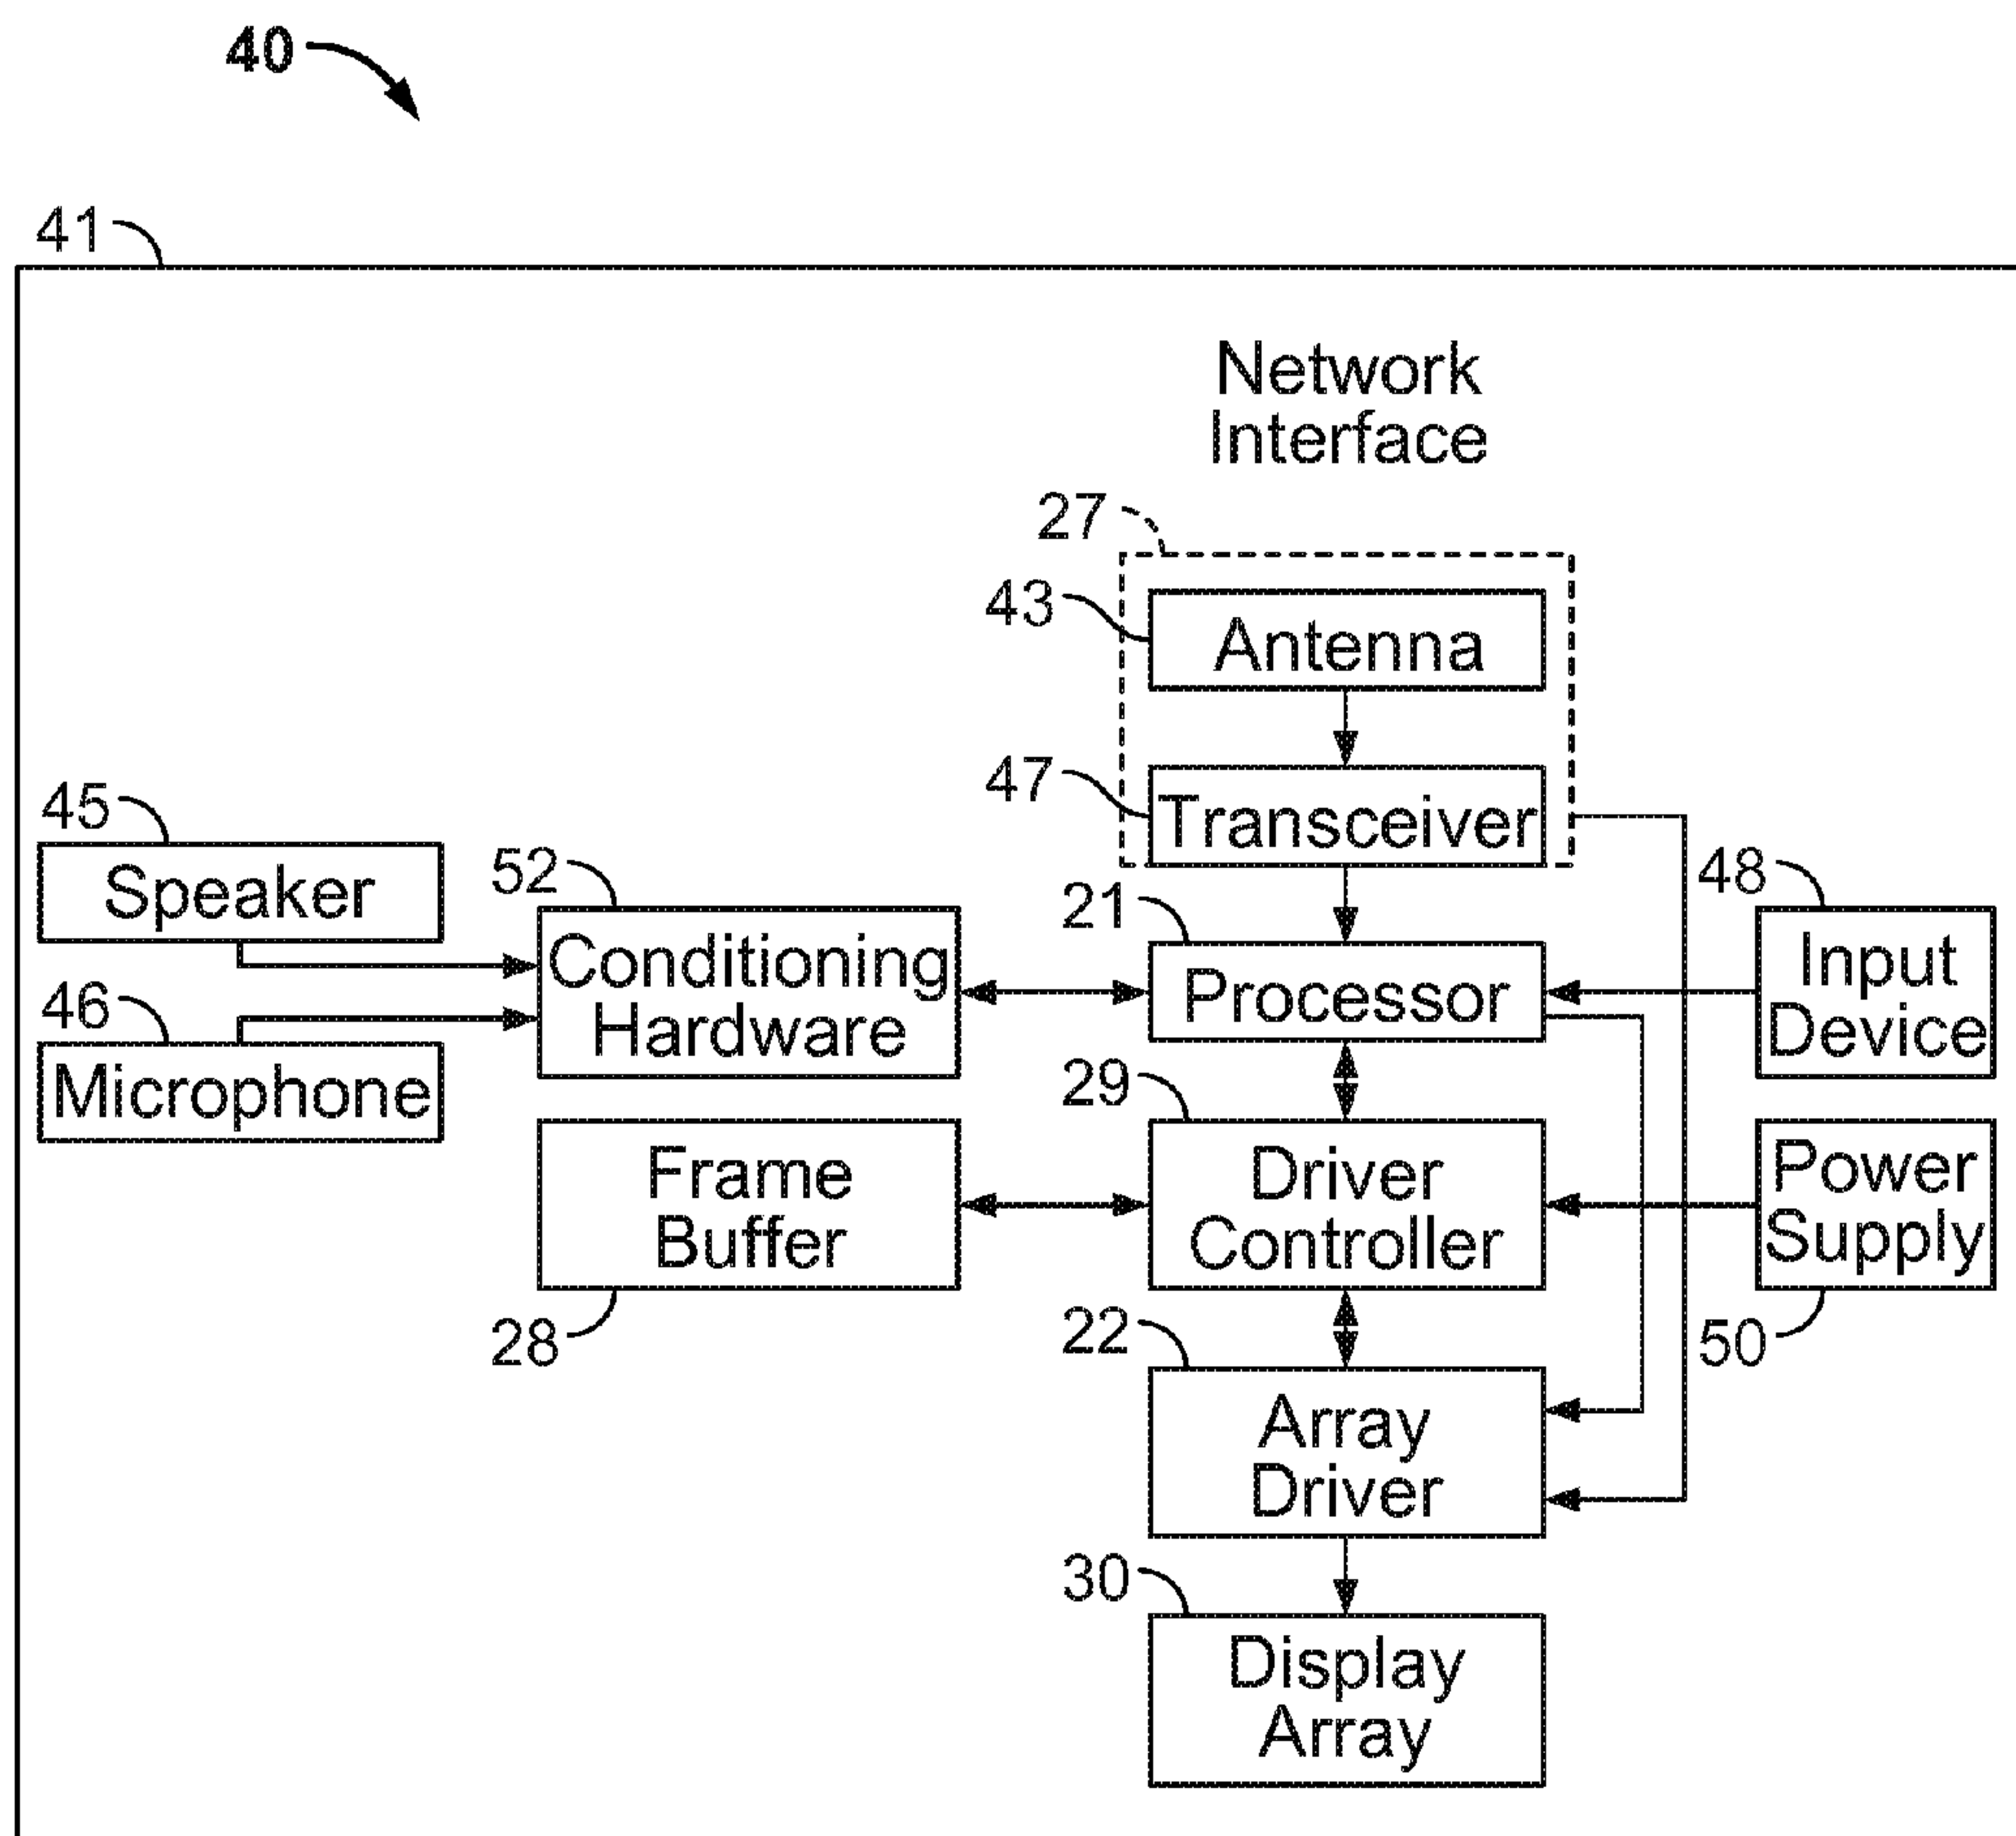 40
41
Network
Interface
27
43
Antenna
47
Transceiver
45
Speaker
52
Conditioning
Hardware
21
Processor
48
Input
Device
46
Microphone
29
Driver
Controller
Frame
Buffer
28
Power
Supply
50
22
Array
Driver
30
Display
Array